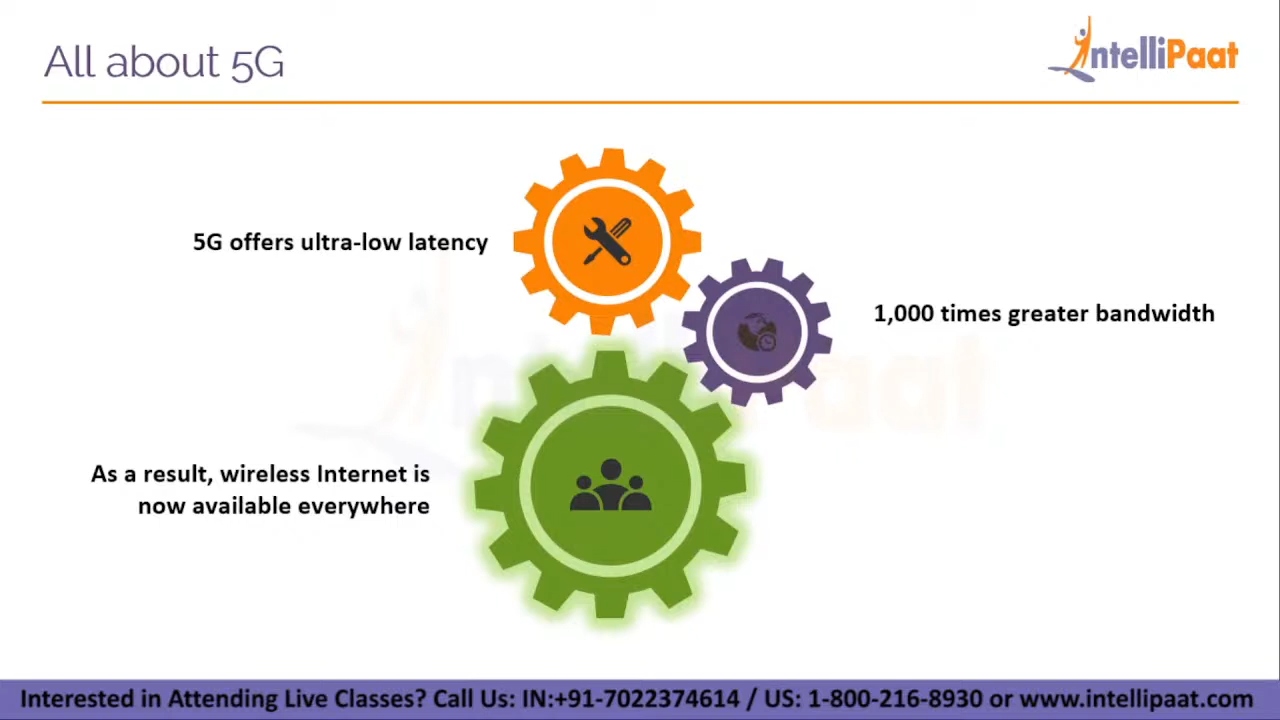 All about 5G
IntelliPaat
5G offers ultra-low latency
1,000 times greater bandwidth
IntelliPaat
As a result, wireless Internet is
now available everywhere
Interested in Attending Live Classes? Call Us: IN:+91-7022374614 / US: 1-800-216-8930 or www.intellipaat.com